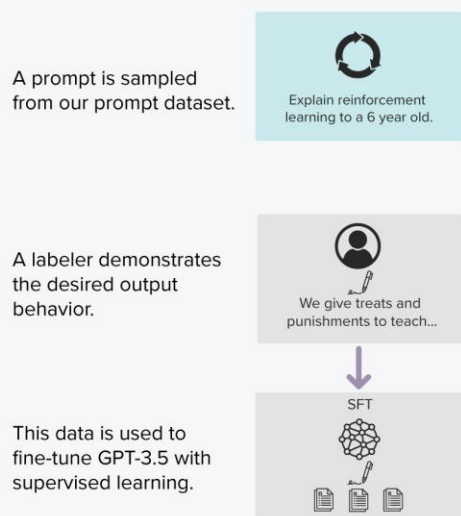 A prompt is sampled
from our prompt dataset.
Explain reinforcement
learning to a 6 year old.
A labeler demonstrates
the desired output
behavior.
We give treats and
punishments to teach...
SFT
This data is used to
fine-tune GPT-3.5 with
supervised learning.